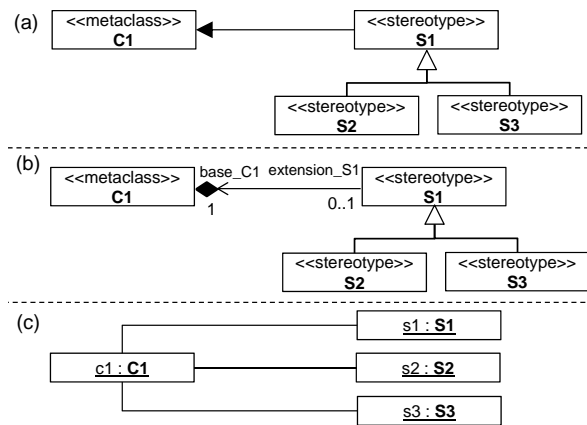 (a)
<<metaclass>>
C1
<<stereotype>>
S1
<<stereotype>>
S2
<<stereotype>>
S3
(b)
<<metaclass>>
C1
base_C1
extension_S1
1
0..1
<<stereotype>>
S1
<<stereotype>>
S2
<<stereotype>>
S3
(c)
s1 : S1
c1 : C1
s2 : S2
s3 : S3